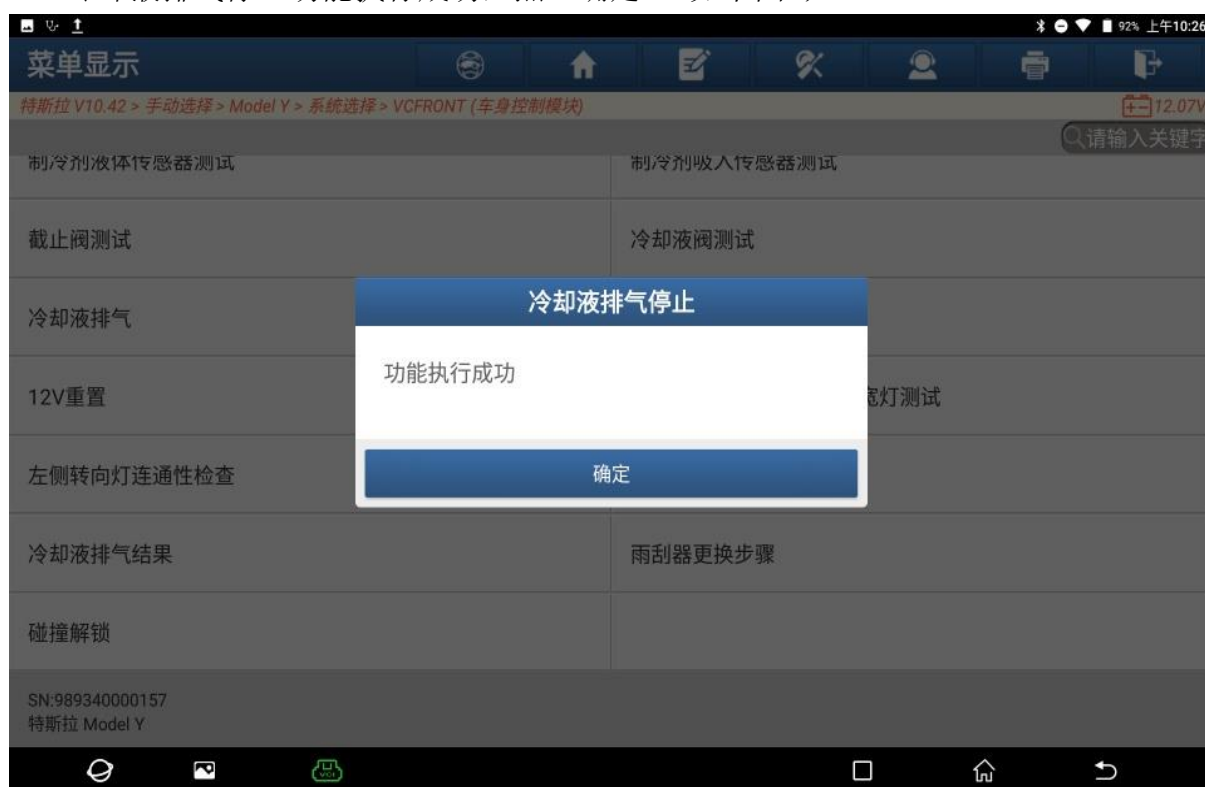 92% 上午10:26
菜单显示
特斯拉 V10.42 > 手动选择 > Model Y > 系统选择 > VCFRONT (车身控制模块)
12.07V
请输入关键字
制冷剂液体传感器测试
制冷剂吸入传感器测试
截止阀测试
冷却液阀测试
冷却液排气停止
冷却液排气
功能执行成功
12V重置
宽灯测试
左侧转向灯连通性检查
确定
冷却液排气结果
雨刮器更换步骤
碰撞解锁
SN:989340000157
特斯拉 Model Y
VCI